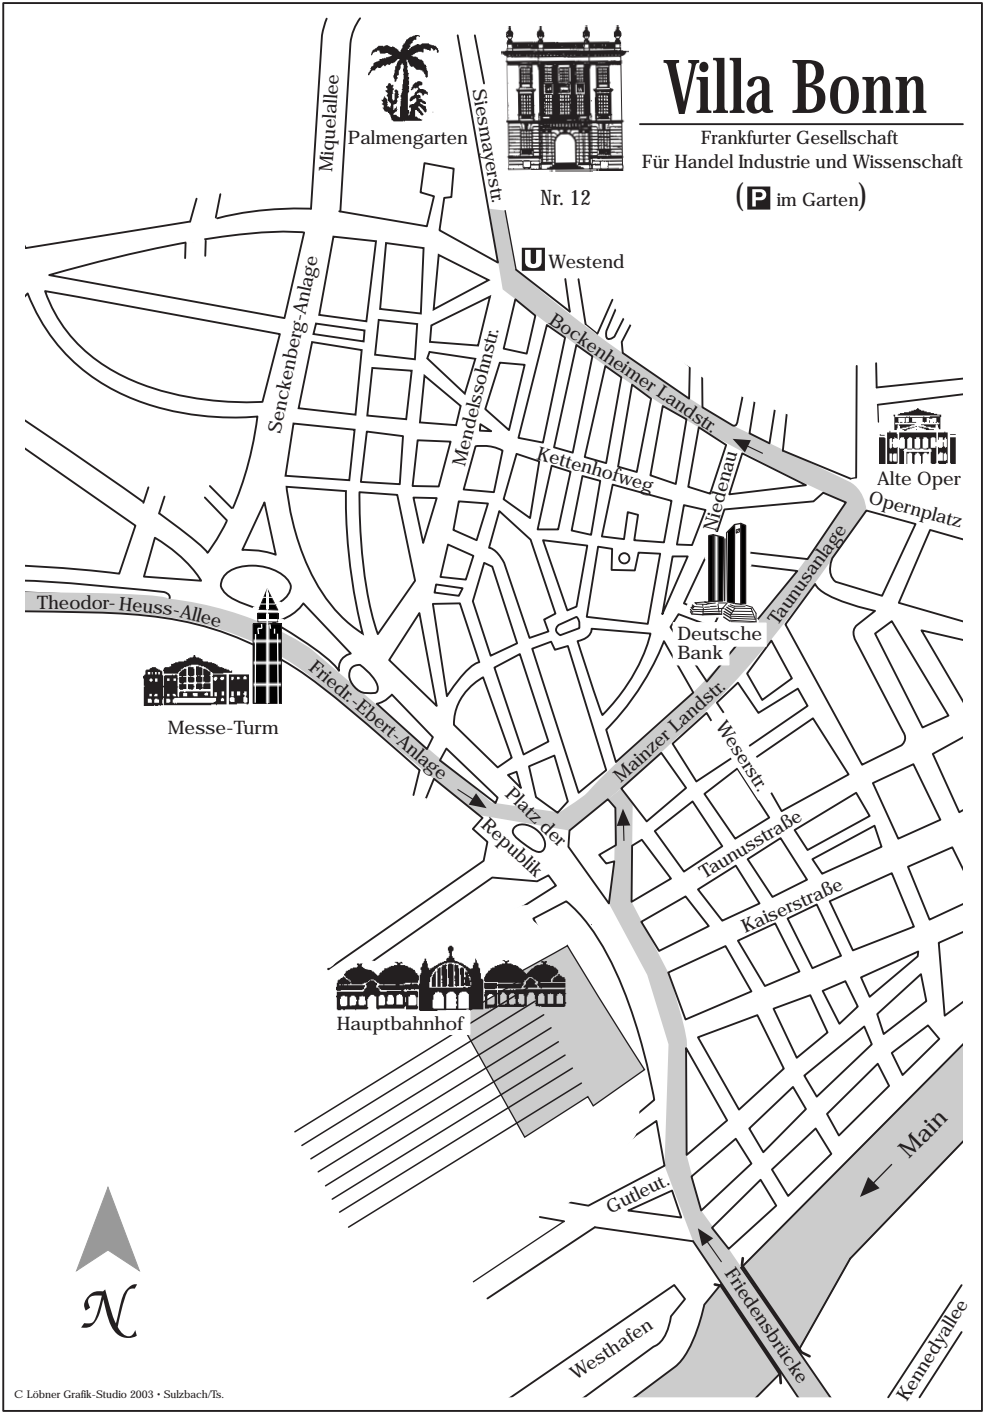 Villa Bonn
Frankfurter Gesellschaft
Für Handel Industrie und Wissenschaft
(P im Garten)
Miquelallee
Palmengarten
Siesmayerstr.
Nr. 12
U Westend
Senckenberg-Anlage
Mendelssohnstr.
Bockenheimer Landstr.
Kettenhofweg
Niedenau
Alte Oper
Opernplatz
Taunusanlage
Deutsche
Bank
Theodor-Heuss-Allee
Messe-Turm
Friedr.-Ebert-Anlage
Mainzer Landstr.
Weserstr.
Platz der
Republik
Taunusstraße
Kaiserstraße
Hauptbahnhof
Main
Gutleut.
Friedensbrücke
Westhafen
Kennedyallee
N
C Löbner Grafik-Studio 2003 • Sulzbach/Ts.